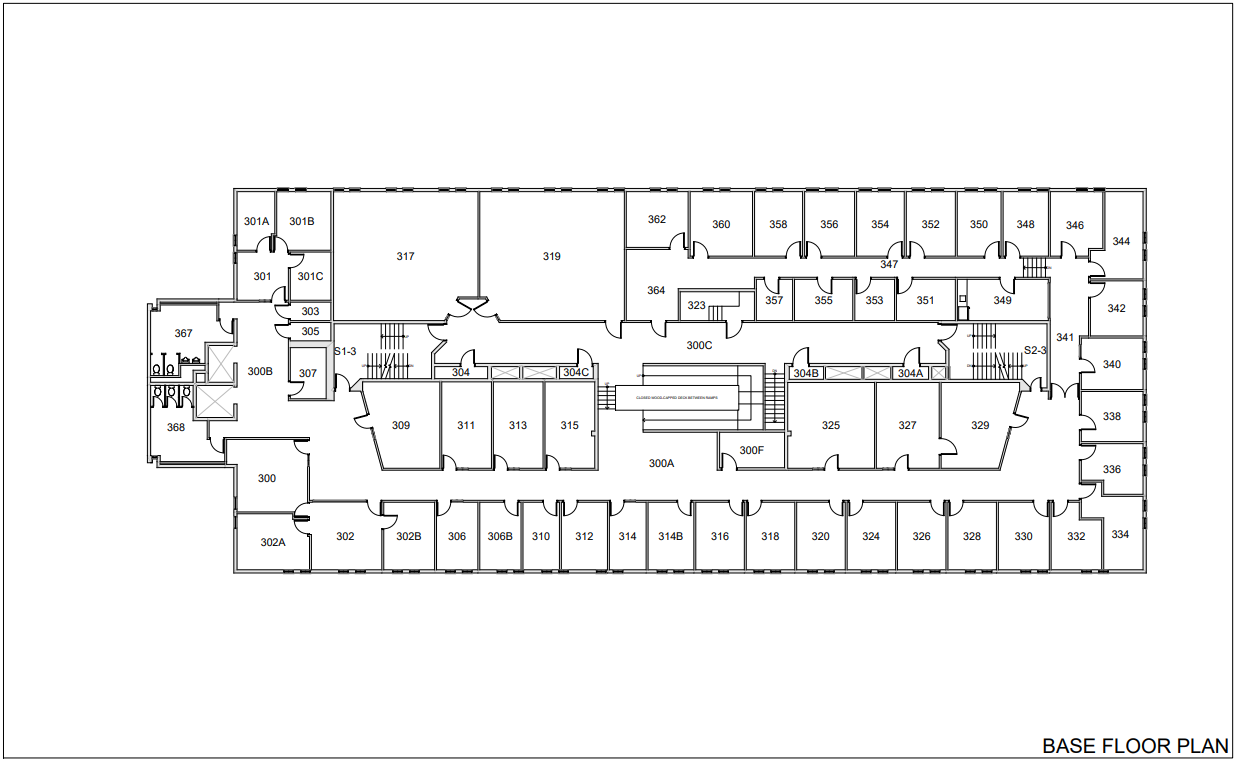 301A 301B 362 360 358 356 354 352 350 348 346
344
317 319
301 301C 347
364 323 357 355 353 351 349 342
303
305
367 341
S1-3 300C S2-3
340
300B 307 304 304C 304B 304A
UP
DN
CLOSED WOOD-CAPPED DECK BETWEEN RAMPS
338
368 309 311 313 315 325 327 329
300F
300A 336
300
302A 302 302B 306 306B 310 312 314 314B 316 318 320 324 326 328 330 332 334
BASE FLOOR PLAN